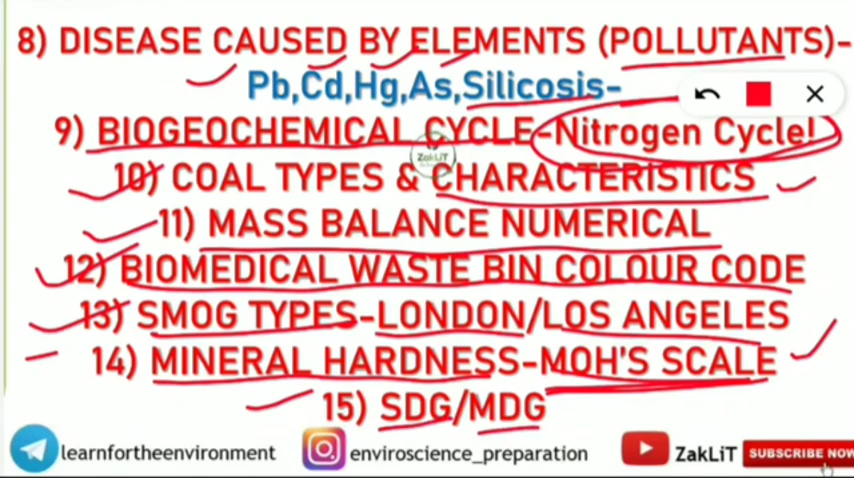 8) DISEASE CAUSED BY ELEMENTS (POLLUTANTS)-
Pb,Cd,Hg,As,Silicosis-
9) BIOGEOCHEMICAL CYCLE-Nitrogen Cycle!
ZakLiT
10) COAL TYPES & CHARACTERISTICS
11) MASS BALANCE NUMERICAL
12) BIOMEDICAL WASTE BIN COLOUR CODE
13) SMOG TYPES-LONDON/LOS ANGELES
14) MINERAL HARDNESS-MOH'S SCALE
15) SDG/MDG
learnfortheenvironment enviroscience_preparation ZakLiT SUBSCRIBE NOW